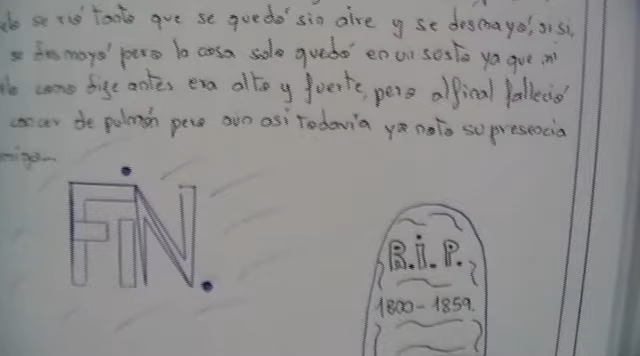 se rió tanto que se quedó sin aire y se desmayó, si si,
se desmayó pero la cosa solo quedó en un susto ya que mi
como dige antes era alto y fuerte, pero al final falleció
cancer de pulmón pero aun asi todavia ya noto su presencia
FIN.
R.I.P.
1800-1859.